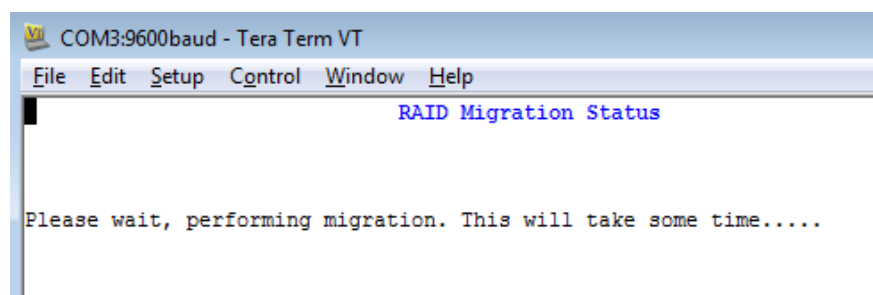 COM3:9600baud - Tera Term VT
File Edit Setup Control Window Help
RAID Migration Status
Please wait, performing migration. This will take some time.....